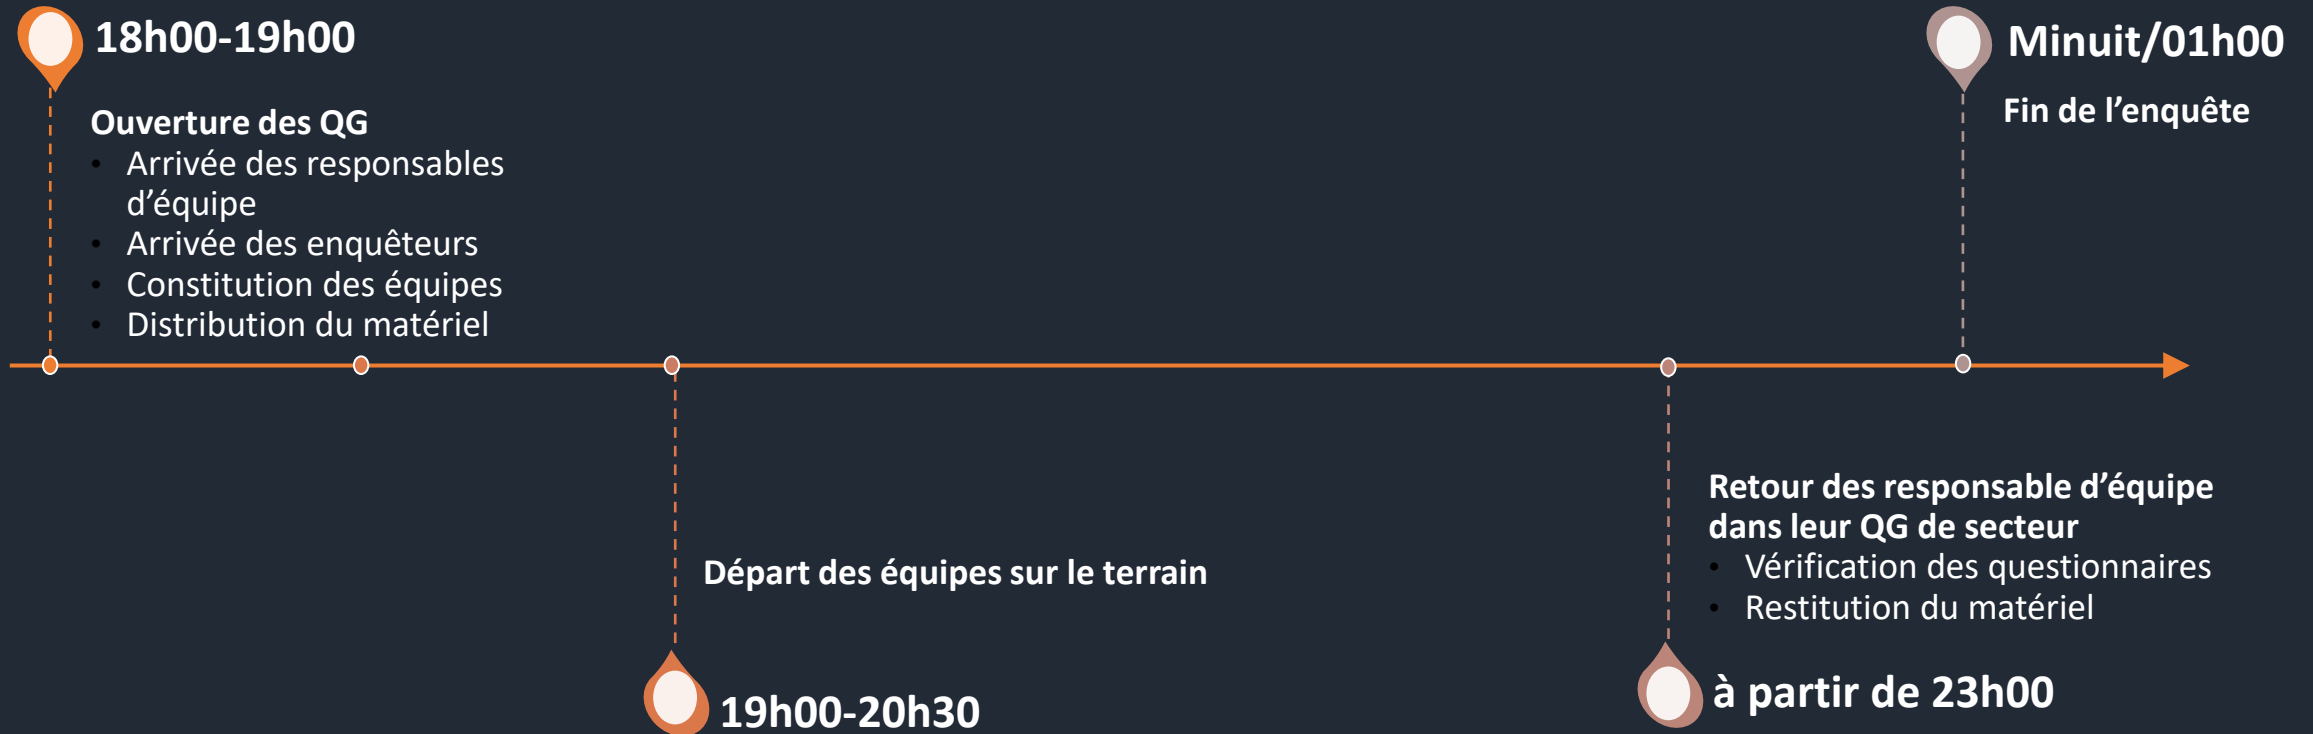 18h00-19h00
Ouverture des QG
• Arrivée des responsables
d’équipe
• Arrivée des enquêteurs
• Constitution des équipes
• Distribution du matériel
Départ des équipes sur le terrain
19h00-20h30
Retour des responsable d’équipe
dans leur QG de secteur
• Vérification des questionnaires
• Restitution du matériel
à partir de 23h00
Minuit/01h00
Fin de l’enquête